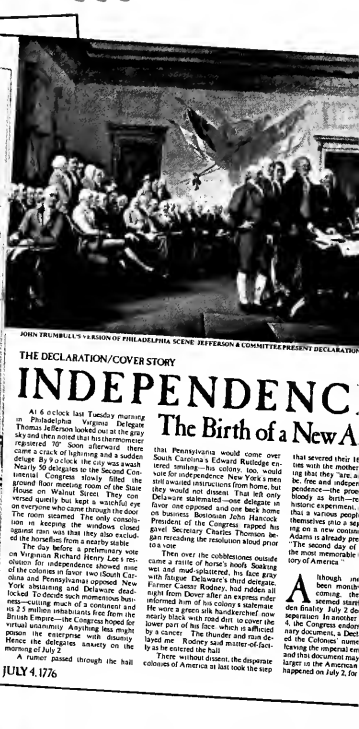 JOHN TRUMBULL'S VERSION OF PHILADELPHIA SCENE: JEFFERSON & COMMITTEE PRESENT DECLARATION
THE DECLARATION/COVER STORY
INDEPENDENC
The Birth of a New A
At 6 o'clock last Tuesday morning
in Philadelphia Virginia Delegate
Thomas Jefferson looked out at the gray
sky and then noted that his thermometer
registered 70° Soon afterward there
came a crack of lightning and a sudden
deluge. By 9 o'clock the city was awash
Nearly 50 delegates to the Second Con-
tinental Congress slowly filled the
ground floor meeting room of the State
House on Walnut Street They con-
versed quietly but kept a watchful eye
on everyone who came through the door
The room steamed The only consola-
tion in keeping the windows closed
against rain was that they also exclud-
ed the horseflies from a nearby stable
The day before a preliminary vote
on Virginian Richard Henry Lee's res-
olution for independence showed nine
of the colonies in favor two (South Car-
olina and Pennsylvania) opposed New
York abstaining and Delaware dead-
locked To decide such momentous busi-
ness—cutting much of a continent and
its 2.5 million inhabitants free from the
British Empire—the Congress hoped for
virtual unanimity Anything less might
poison the enterprise with disunity
Hence the delegates' anxiety on the
morning of July 2
A rumor passed through the hall
that Pennsylvania would come over
South Carolina's Edward Rutledge en-
tered smiling—his colony, too, would
vote for independence New York's men
still awaited instructions from home, but
they would not dissent. That left only
Delaware stalemated—one delegate in
favor one opposed and one back home
on business Bostonian John Hancock
President of the Congress rapped his
gavel Secretary Charles Thomson be-
gan rereading the resolution aloud prior
to a vote
Then over the cobblestones outside
came a rattle of horse's hoofs Soaking
wet and mud-splattered, his face gray
with fatigue Delaware's third delegate,
Farmer Caesar Rodney, had ridden all
night from Dover after an express rider
informed him of his colony's stalemate
He wore a green silk handkerchief now
nearly black with road dirt to cover the
lower part of his face which is afflicted
by a cancer The thunder and rain de-
layed me Rodney said matter-of-fact-
ly as he entered the hall
There without dissent, the disparate
colonies of America at last took the step
that severed their
ties with the mother
ing that they "are, a
be, free and indepen
pendence—the
bloody as birth—
historic experiment.
that a various people
themselves into a
ing on a new contin
Adams is already pre
"The second day of
the most memorable
tory of America "
Although in
been month
coming, the
seemed start
den finality July 2
separation In another
4, the Congress
nary document, a Decl
ed the Colonies'
leaving the imperial
and that document may
larger in the American
happened on July 2, for
JULY 4, 1776